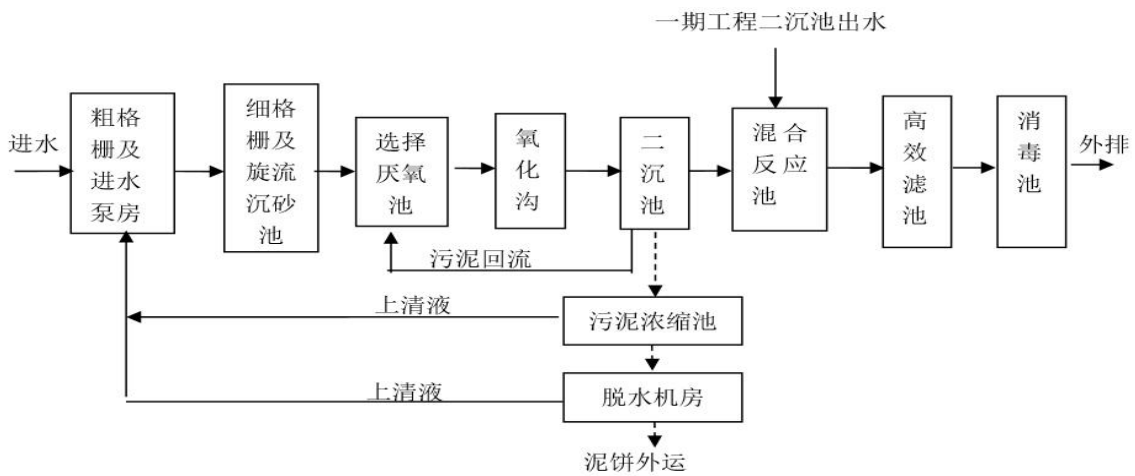 一期工程二沉池出水
进水
粗格
栅及
进水
泵房
细格
栅及
旋流
沉砂
池
选择
厌氧
池
氧
化
沟
二
沉
池
混合
反应
池
高
效
滤
池
消
毒
池
外排
污泥回流
上清液
污泥浓缩池
上清液
脱水机房
泥饼外运